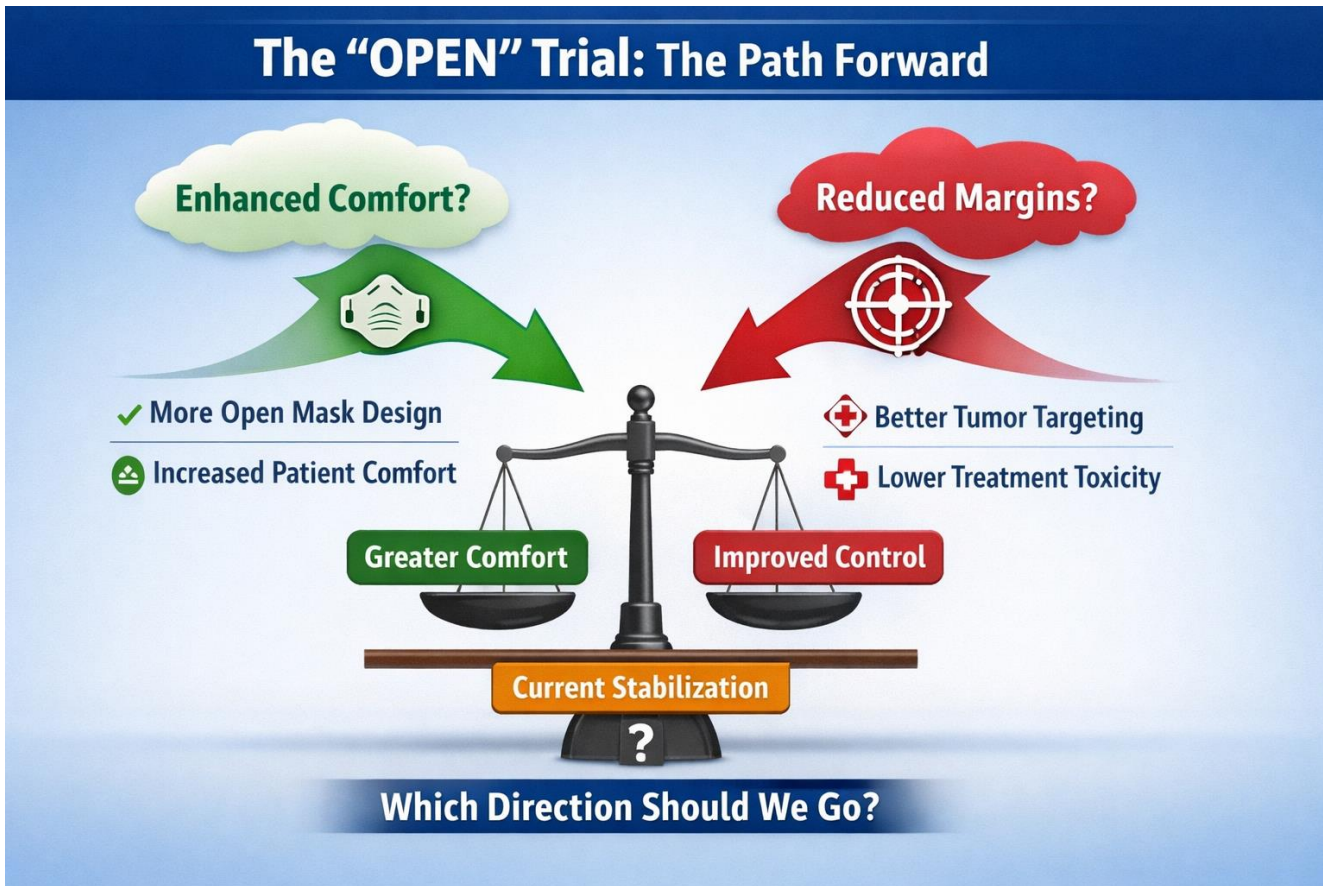 The “OPEN” Trial: The Path Forward
Enhanced Comfort?
Reduced Margins?
More Open Mask Design
Increased Patient Comfort
Better Tumor Targeting
Lower Treatment Toxicity
Greater Comfort
Improved Control
Current Stabilization
?
Which Direction Should We Go?